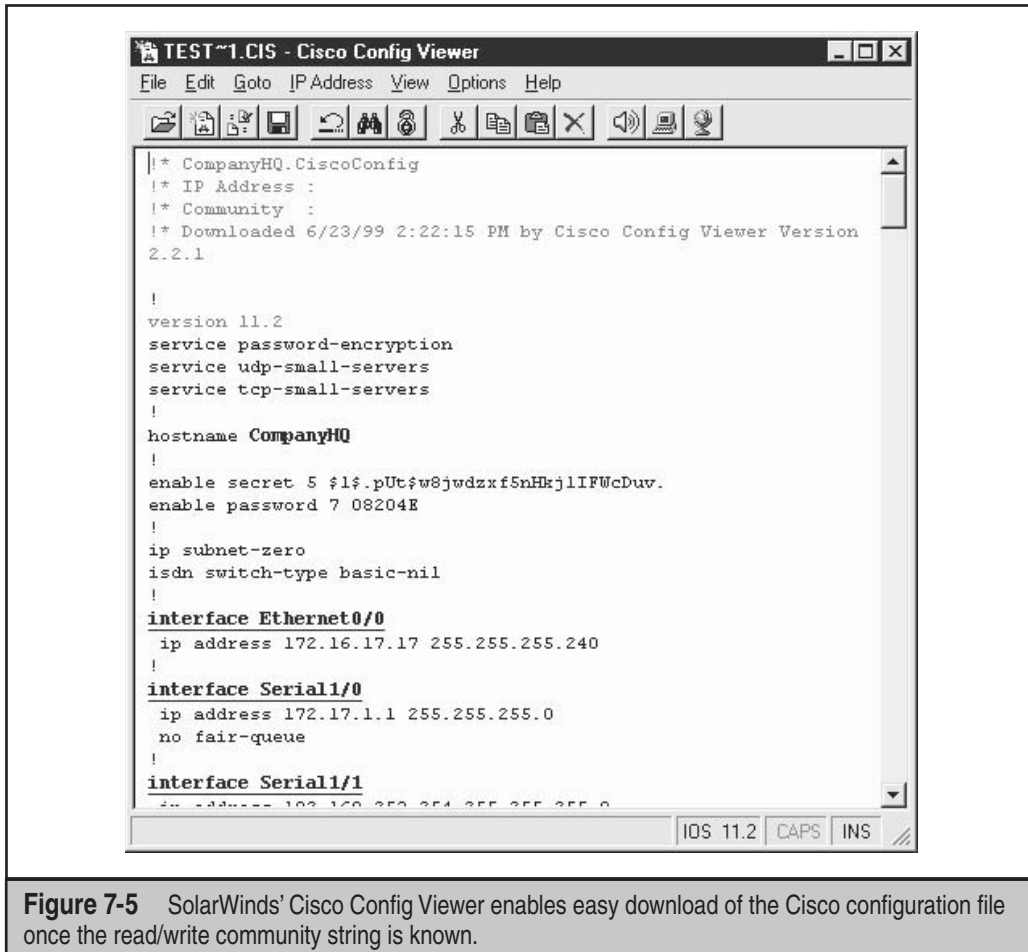 TEST~1.CIS - Cisco Config Viewer
File Edit Goto IP Address View Options Help
!* CompanyHQ.CiscoConfig
!* IP Address :
!* Community :
!* Downloaded 6/23/99 2:22:15 PM by Cisco Config Viewer Version
2.2.1
!
version 11.2
service password-encryption
service udp-small-servers
service tcp-small-servers
!
hostname CompanyHQ
!
enable secret 5 $1$.pUt$w8jwdzxf5nHkjlIFWcDuv.
enable password 7 08204E
!
ip subnet-zero
isdn switch-type basic-nil
!
interface Ethernet0/0
ip address 172.16.17.17 255.255.255.240
!
interface Serial1/0
ip address 172.17.1.1 255.255.255.0
no fair-queue
!
interface Serial1/1
IOS 11.2 CAPS INS
Figure 7-5 SolarWinds' Cisco Config Viewer enables easy download of the Cisco configuration file
once the read/write community string is known.